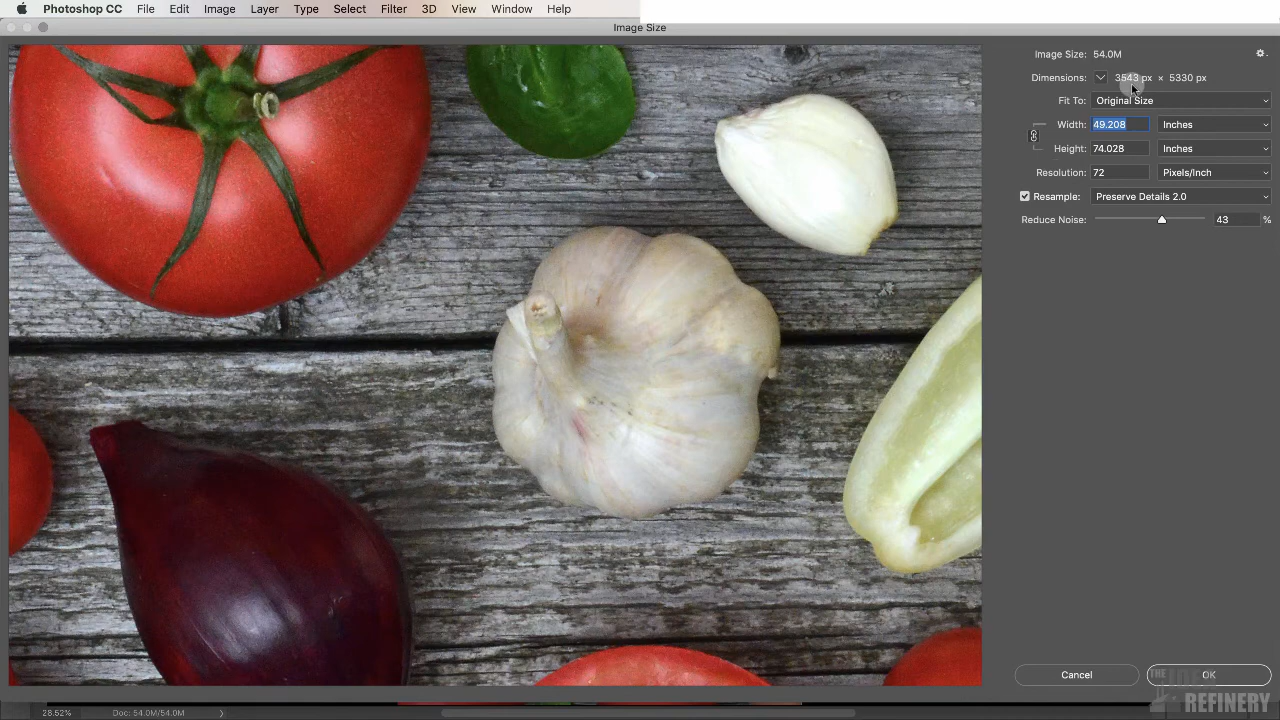 Photoshop CC File Edit Image Layer Type Select Filter 3D View Window Help
Image Size
Image Size: 54.0M
Dimensions: 3543 px × 5330 px
Fit To: Original Size
Width: 49.208 Inches
Height: 74.028 Inches
Resolution: 72 Pixels/Inch
Resample: Preserve Details 2.0
Reduce Noise: 43 %
Cancel OK
THE
REFINERY
28.52% Doc: 54.0M/54.0M